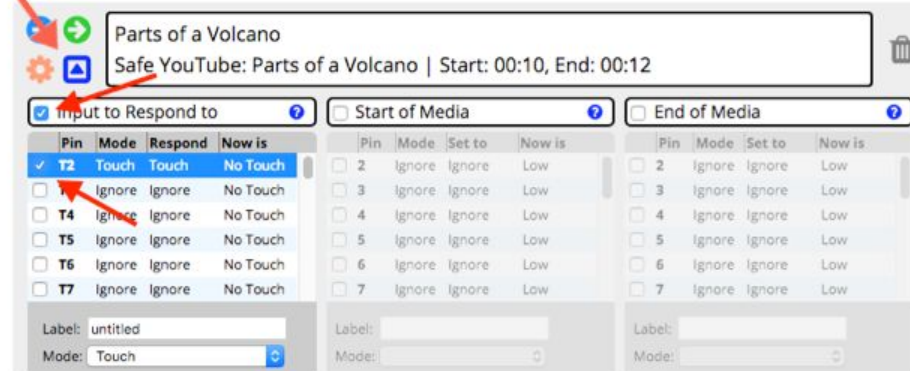 Parts of a Volcano
Safe YouTube: Parts of a Volcano | Start: 00:10, End: 00:12
Input to Respond to ?
Pin Mode Respond Now is
T2 Touch Touch No Touch
Ignore Ignore No Touch
T4 Ignore Ignore No Touch
T5 Ignore Ignore No Touch
T6 Ignore Ignore No Touch
T7 Ignore Ignore No Touch
Label: untitled
Mode: Touch
Start of Media ?
Pin Mode Set to Now is
2 Ignore Ignore Low
3 Ignore Ignore Low
4 Ignore Ignore Low
5 Ignore Ignore Low
6 Ignore Ignore Low
7 Ignore Ignore Low
Label:
Mode:
End of Media ?
Pin Mode Set to Now is
2 Ignore Ignore Low
3 Ignore Ignore Low
4 Ignore Ignore Low
5 Ignore Ignore Low
6 Ignore Ignore Low
7 Ignore Ignore Low
Label:
Mode: